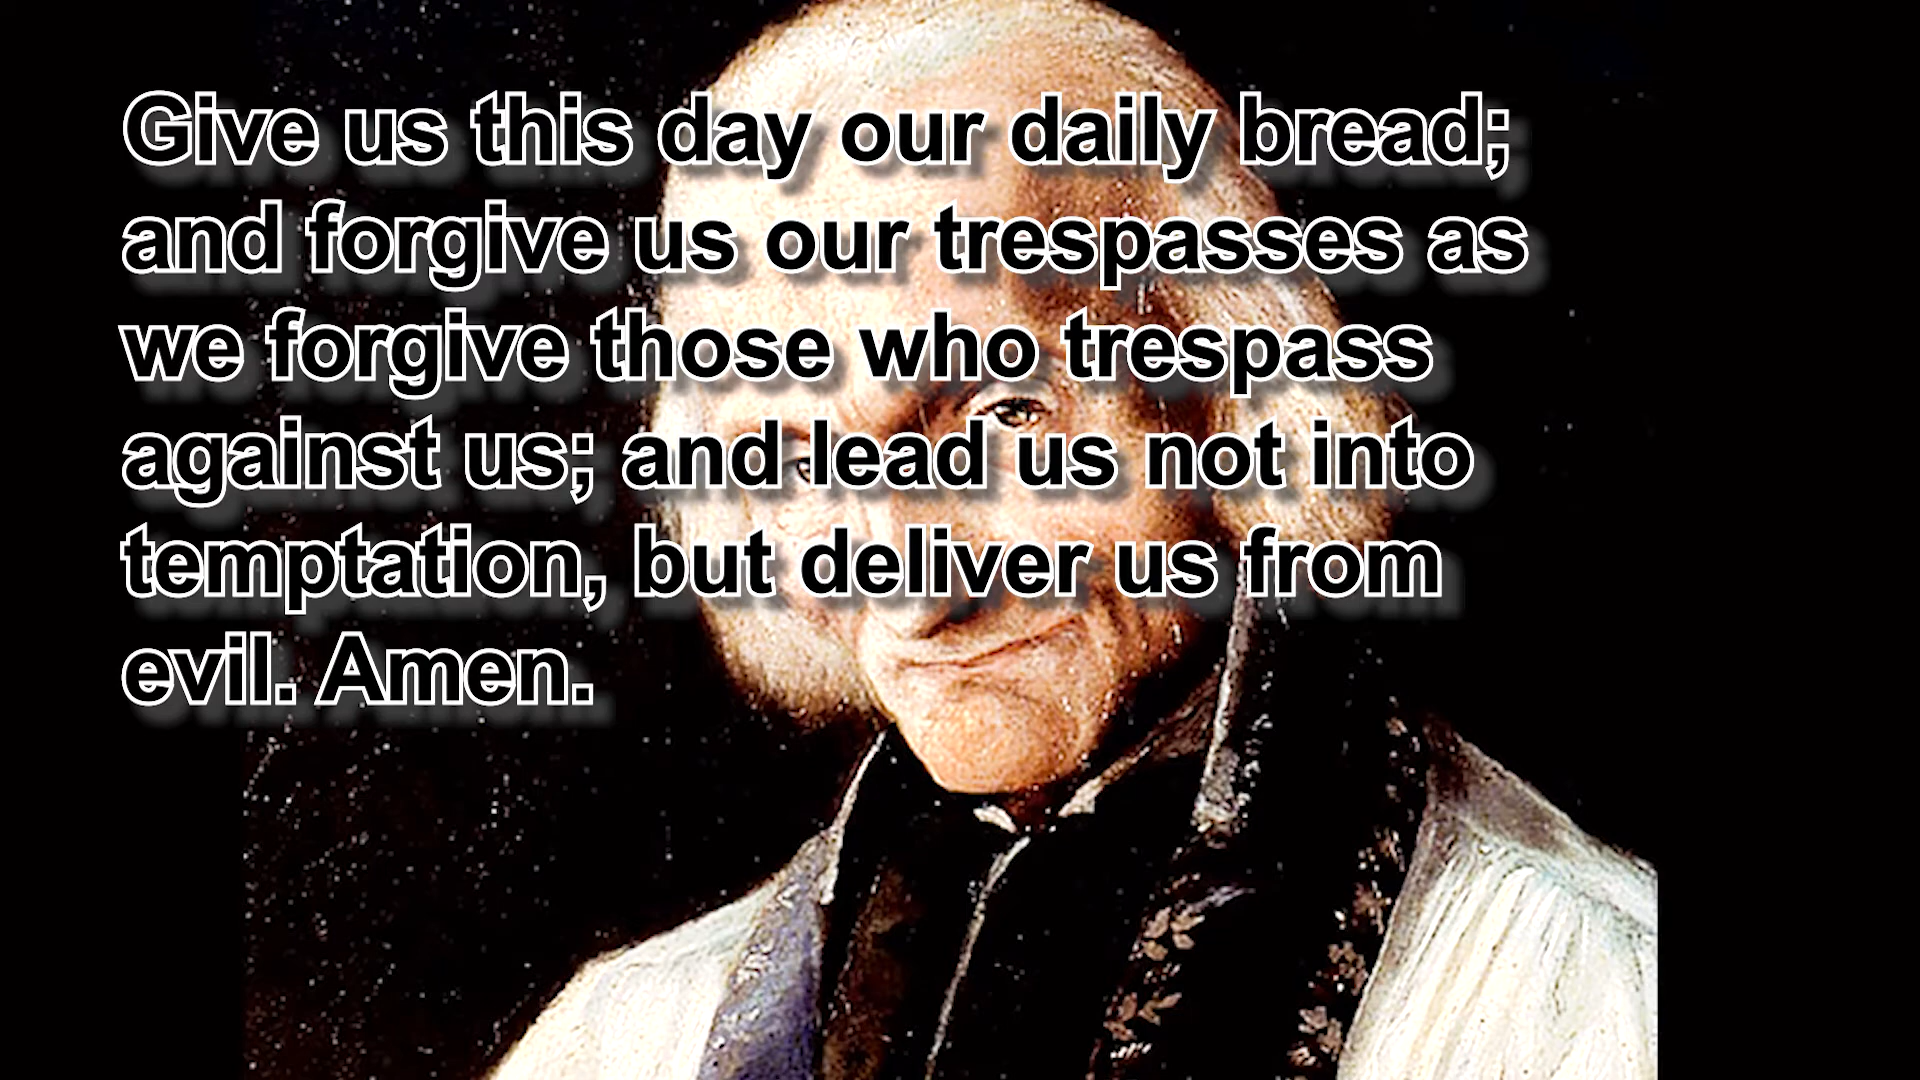 Give us this day our daily bread;
and forgive us our trespasses as
we forgive those who trespass
against us; and lead us not into
temptation, but deliver us from
evil. Amen.